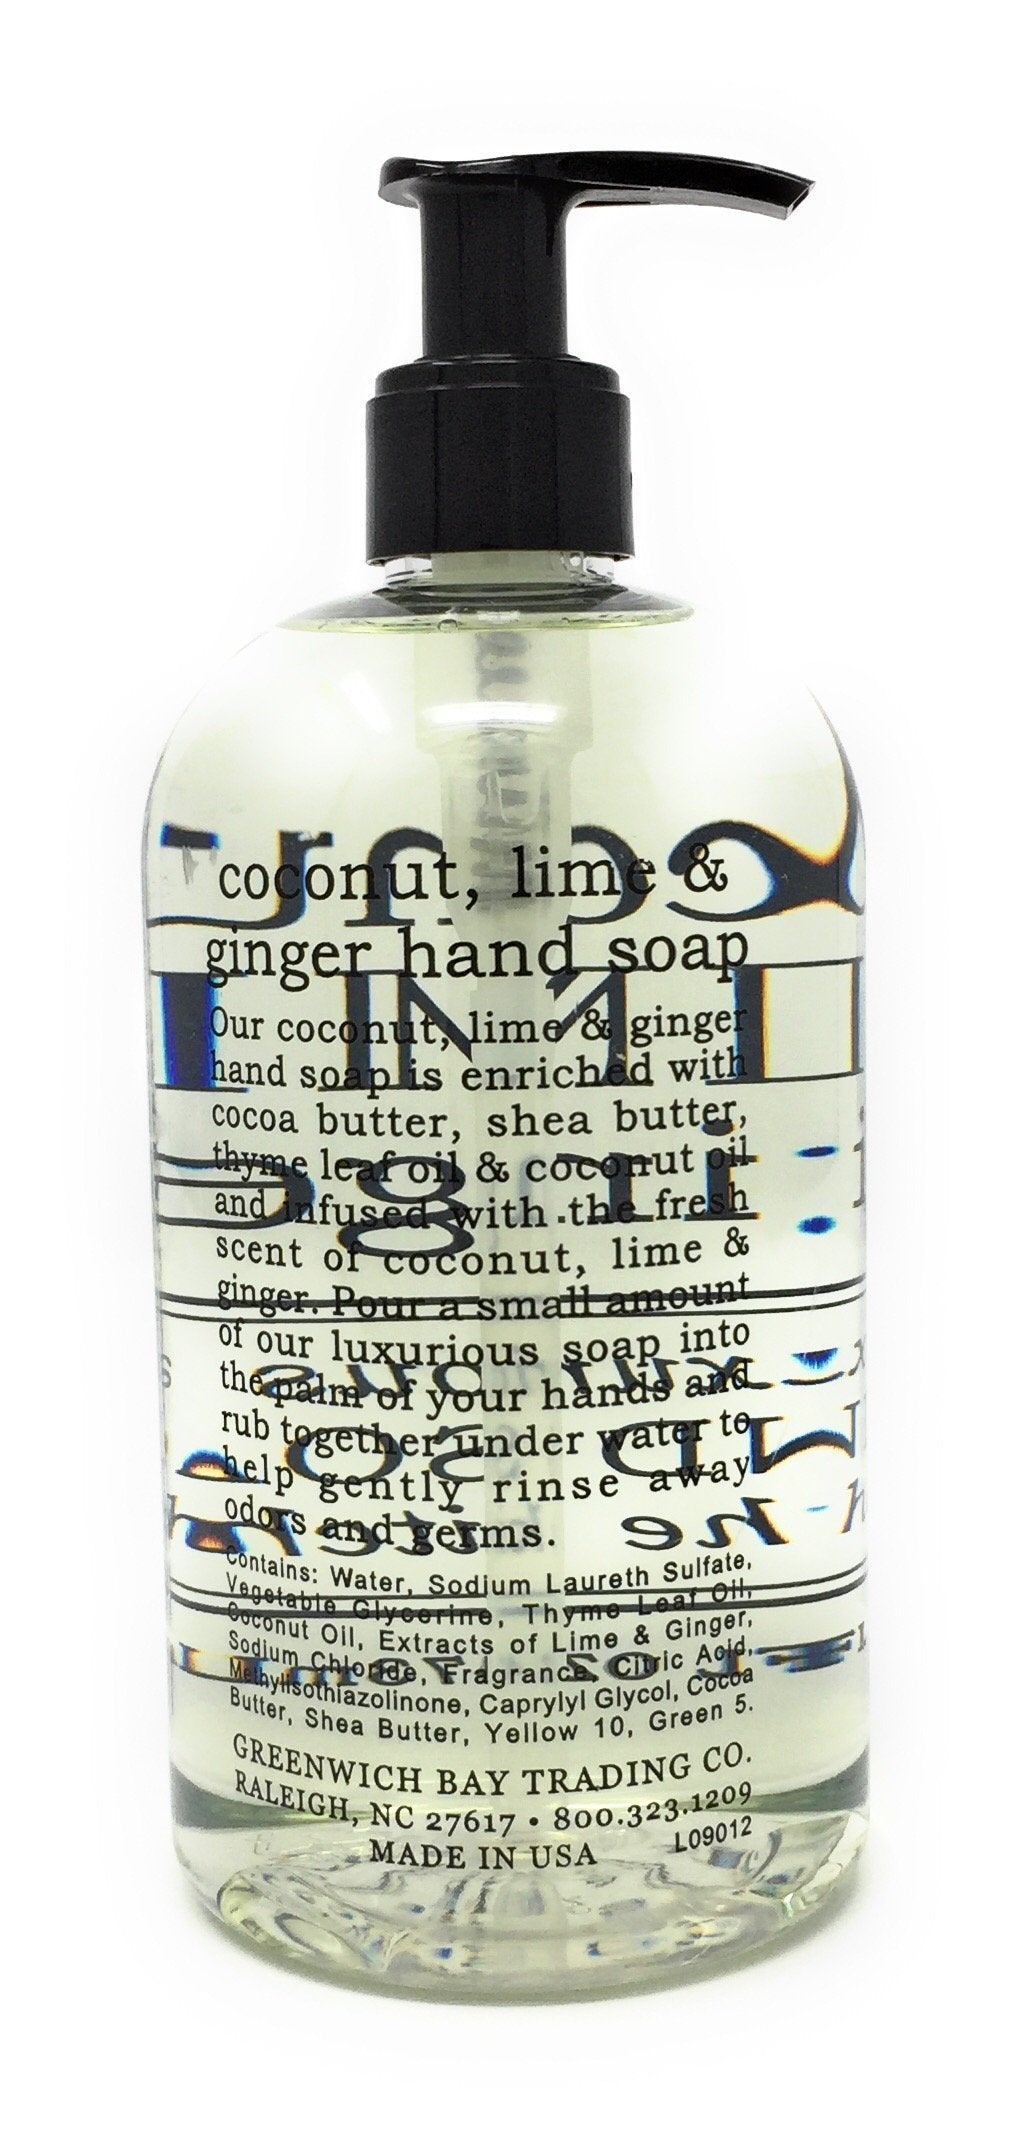 coconut, lime &
ginger hand soap
Our coconut, lime & ginger
hand soap is enriched with
cocoa butter, shea butter,
thyme leaf oil & coconut oil
and infused with the fresh
scent of coconut, lime &
ginger. Pour a small amount
of our luxurious soap into
the palm of your hands and
rub together under water to
help gently rinse away
odors and germs.
Contains: Water, Sodium Laureth Sulfate,
Vegetable Glycerine, Thyme Leaf Oil,
Coconut Oil, Extracts of Lime & Ginger,
Sodium Chloride, Fragrance, Citric Acid,
Methylisothiazolinone, Caprylyl Glycol, Cocoa
Butter, Shea Butter, Yellow 10, Green 5.
GREENWICH BAY TRADING CO.
RALEIGH, NC 27617 • 800.323.1209
MADE IN USA L09012